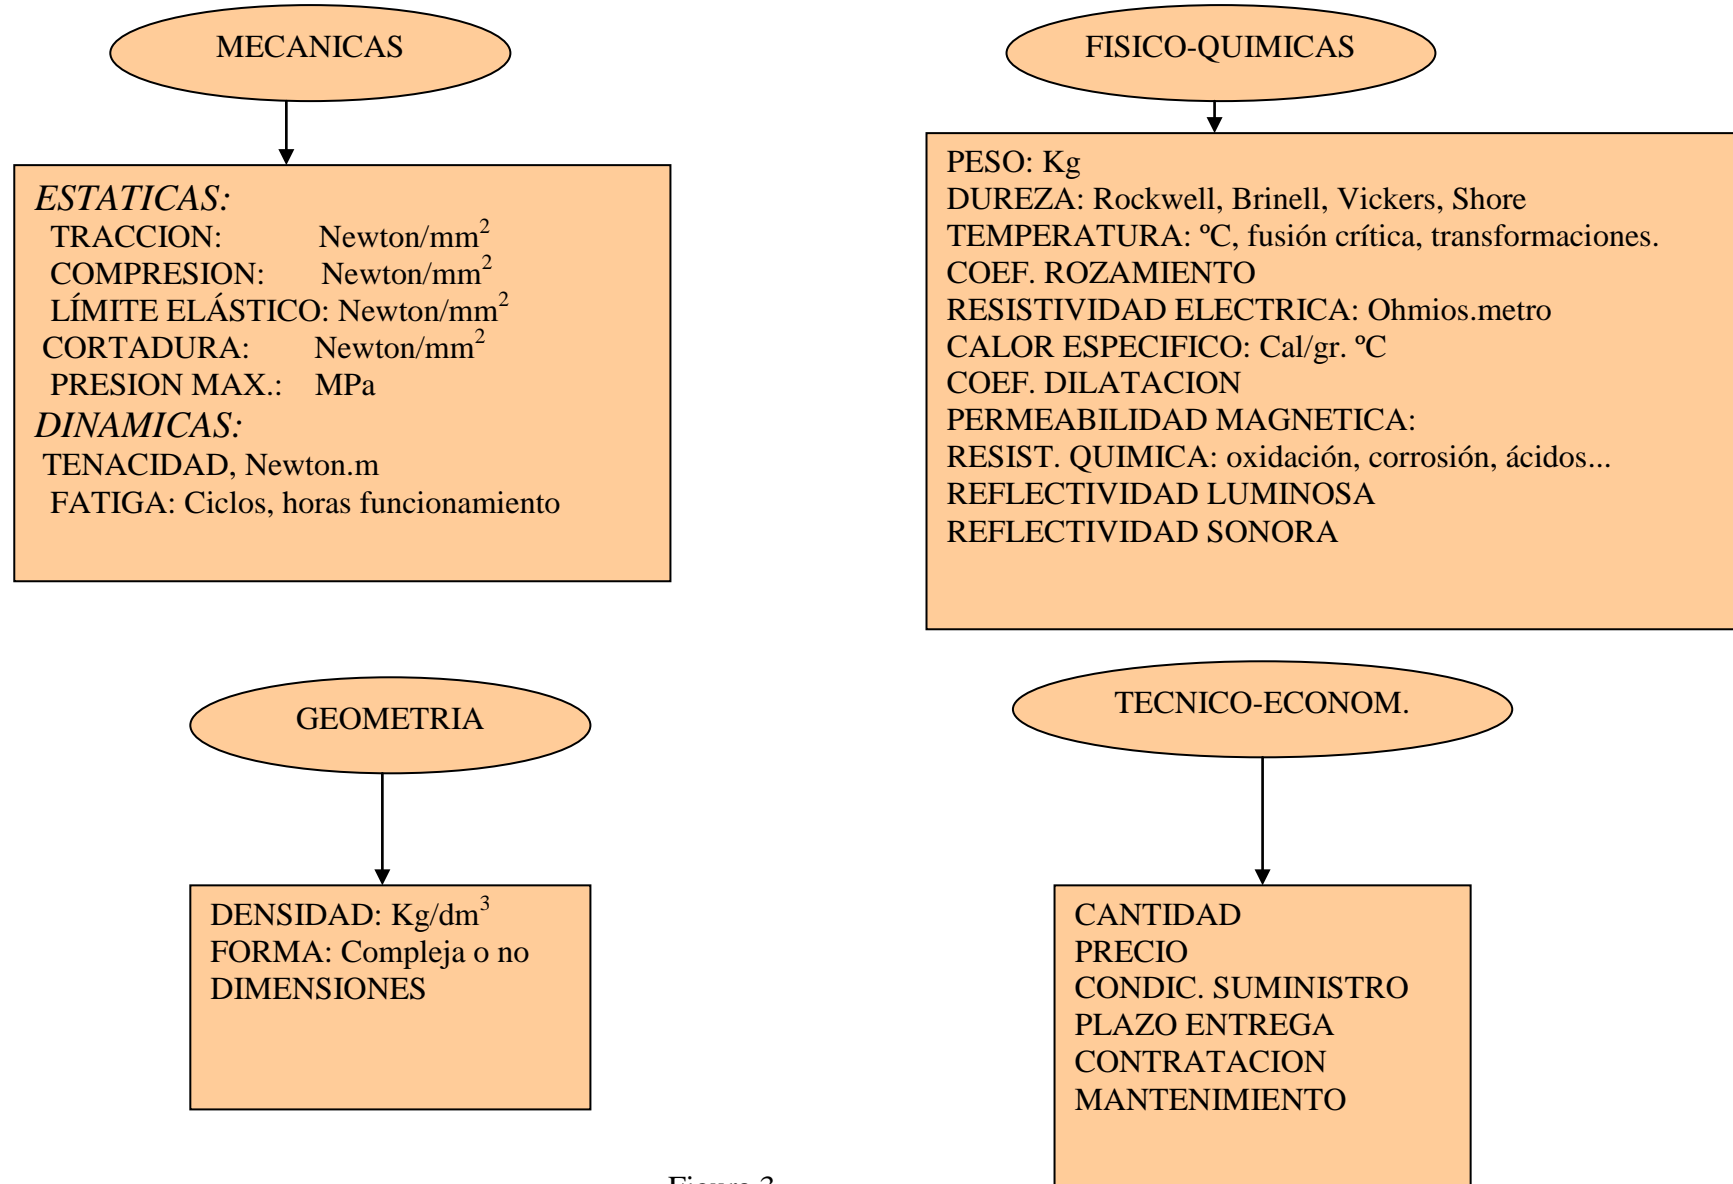 MECANICAS
ESTATICAS:
TRACCION: Newton/mm²
COMPRESION: Newton/mm²
LÍMITE ELÁSTICO: Newton/mm²
CORTADURA: Newton/mm²
PRESION MAX.: MPa
DINAMICAS:
TENACIDAD, Newton.m
FATIGA: Ciclos, horas funcionamiento
FISICO-QUIMICAS
PESO: Kg
DUREZA: Rockwell, Brinell, Vickers, Shore
TEMPERATURA: ºC, fusión crítica, transformaciones.
COEF. ROZAMIENTO
RESISTIVIDAD ELECTRICA: Ohmios.metro
CALOR ESPECIFICO: Cal/gr. ºC
COEF. DILATACION
PERMEABILIDAD MAGNETICA:
RESIST. QUIMICA: oxidación, corrosión, ácidos...
REFLECTIVIDAD LUMINOSA
REFLECTIVIDAD SONORA
GEOMETRIA
DENSIDAD: Kg/dm³
FORMA: Compleja o no
DIMENSIONES
TECNICO-ECONOM.
CANTIDAD
PRECIO
CONDIC. SUMINISTRO
PLAZO ENTREGA
CONTRATACION
MANTENIMIENTO
Figura 3